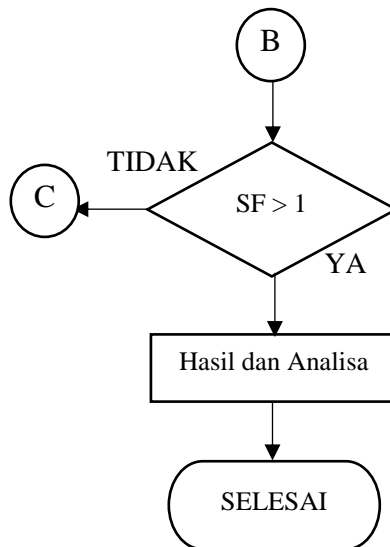 B
TIDAK
C
SF > 1
YA
Hasil dan Analisa
SELESAI